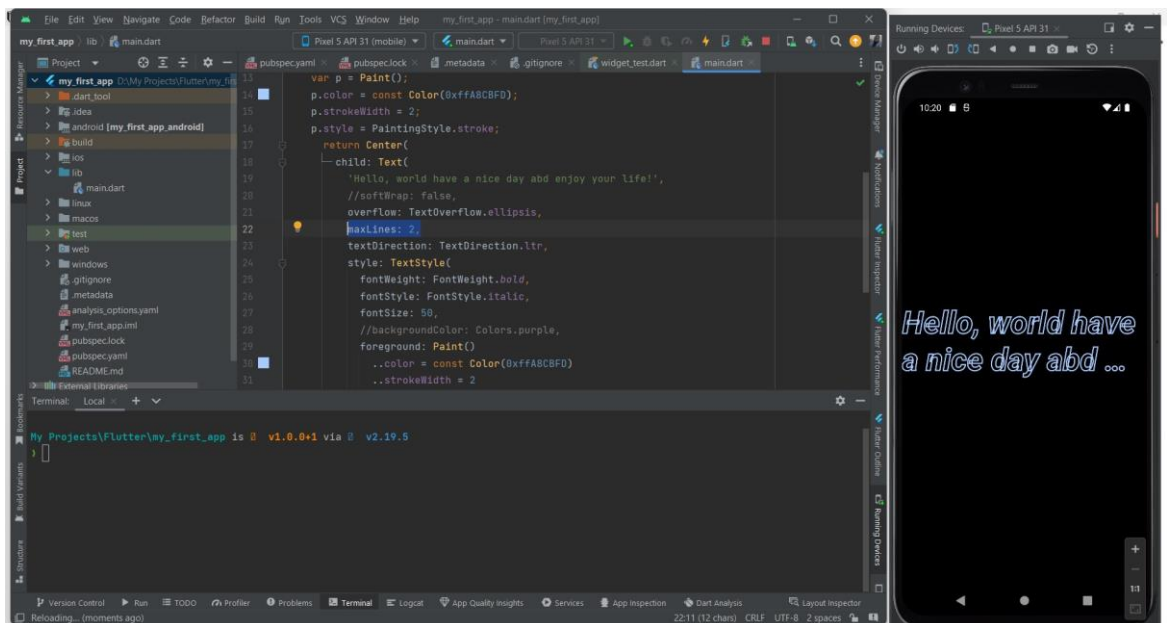 File Edit View Navigate Code Refactor Build Run Tools VCS Window Help my_first_app - main.dart [my_first_app]
my_first_app lib main.dart Pixel 5 API 31 (mobile) main.dart Pixel 5 API 31
Project pubspec.yaml pubspec.lock .metadata .gitignore widget_test.dart main.dart
my_first_app D:\My Projects\Flutter\my_fir
.dart_tool
.idea
android [my_first_app_android]
build
ios
lib
main.dart
linux
macos
test
web
windows
.gitignore
.metadata
analysis_options.yaml
my_first_app.iml
pubspec.lock
pubspec.yaml
README.md
External Libraries
13 var p = Paint();
14 p.color = const Color(0xffA8CBFD);
15 p.strokeWidth = 2;
16 p.style = PaintingStyle.stroke;
17 return Center(
18 child: Text(
19 'Hello, world have a nice day abd enjoy your life!',
20 //softWrap: false,
21 overflow: TextOverflow.ellipsis,
22 maxLines: 2,
23 textDirection: TextDirection.ltr,
24 style: TextStyle(
25 fontWeight: FontWeight.bold,
26 fontStyle: FontStyle.italic,
27 fontSize: 50,
28 //backgroundColor: Colors.purple,
29 foreground: Paint()
30 ..color = const Color(0xffA8CBFD)
31 ..strokeWidth = 2
Terminal: Local
My Projects\Flutter\my_first_app is v1.0.0+1 via v2.19.5
Version Control Run TODO Profiler Problems Terminal Logcat App Quality Insights Services App Inspection Dart Analysis Layout Inspector
Reloading... (moments ago) 22:11 (12 chars) CRLF UTF-8 2 spaces
Resource Manager
Project
Bookmarks
Build Variants
Structure
Device Manager
Notifications
Flutter Inspector
Flutter Performance
Flutter Outline
Running Devices
Running Devices: Pixel 5 API 31
10:20
Hello, world have
a nice day abd ...
1:1